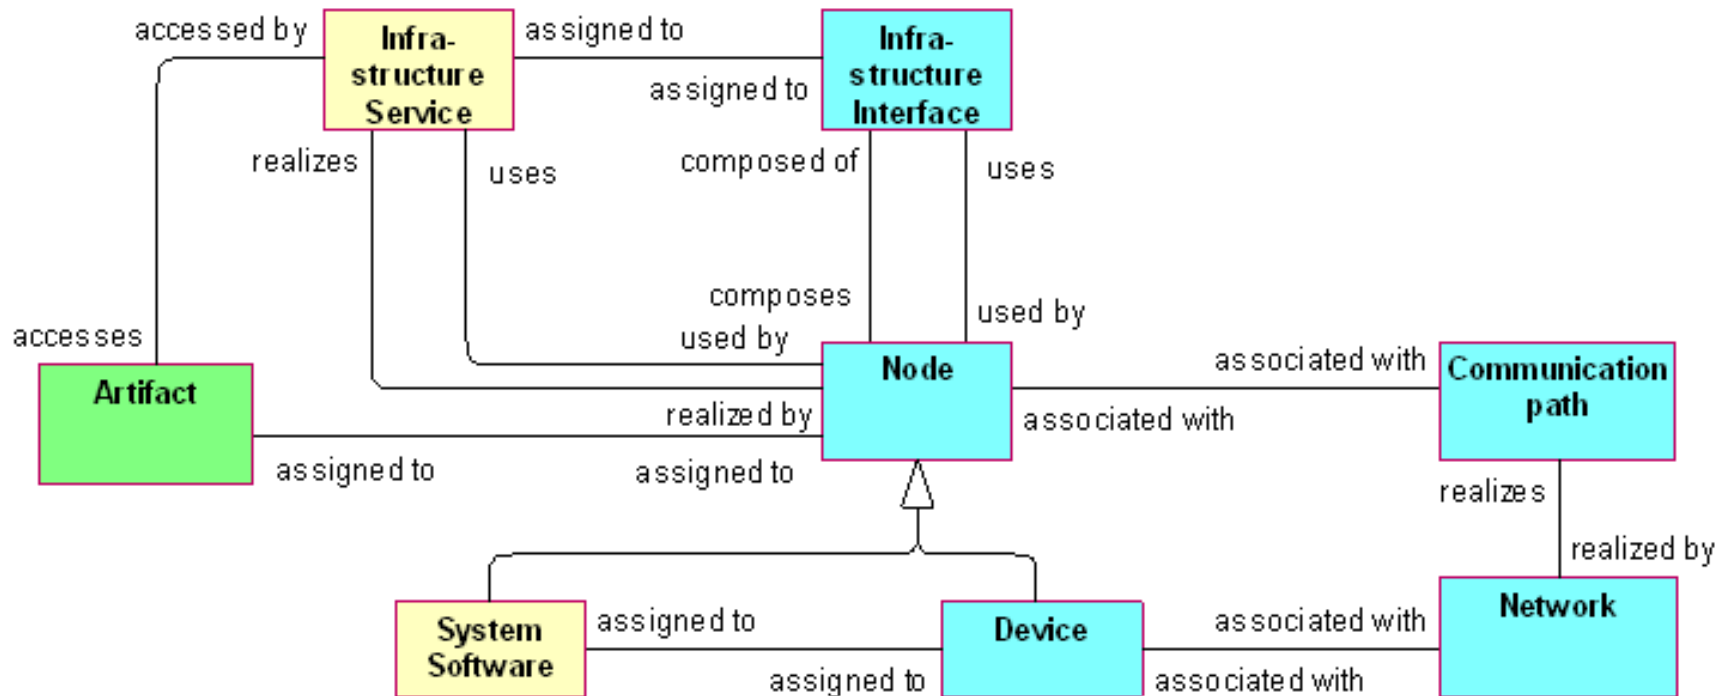 accessed by
Infra-
structure
Service
assigned to
assigned to
Infra-
structure
Interface
realizes
uses
composed of
uses
composes
used by
used by
accesses
Artifact
Node
associated with
Communication
path
realized by
associated with
assigned to
assigned to
realizes
realized by
System
Software
assigned to
assigned to
Device
associated with
associated with
Network